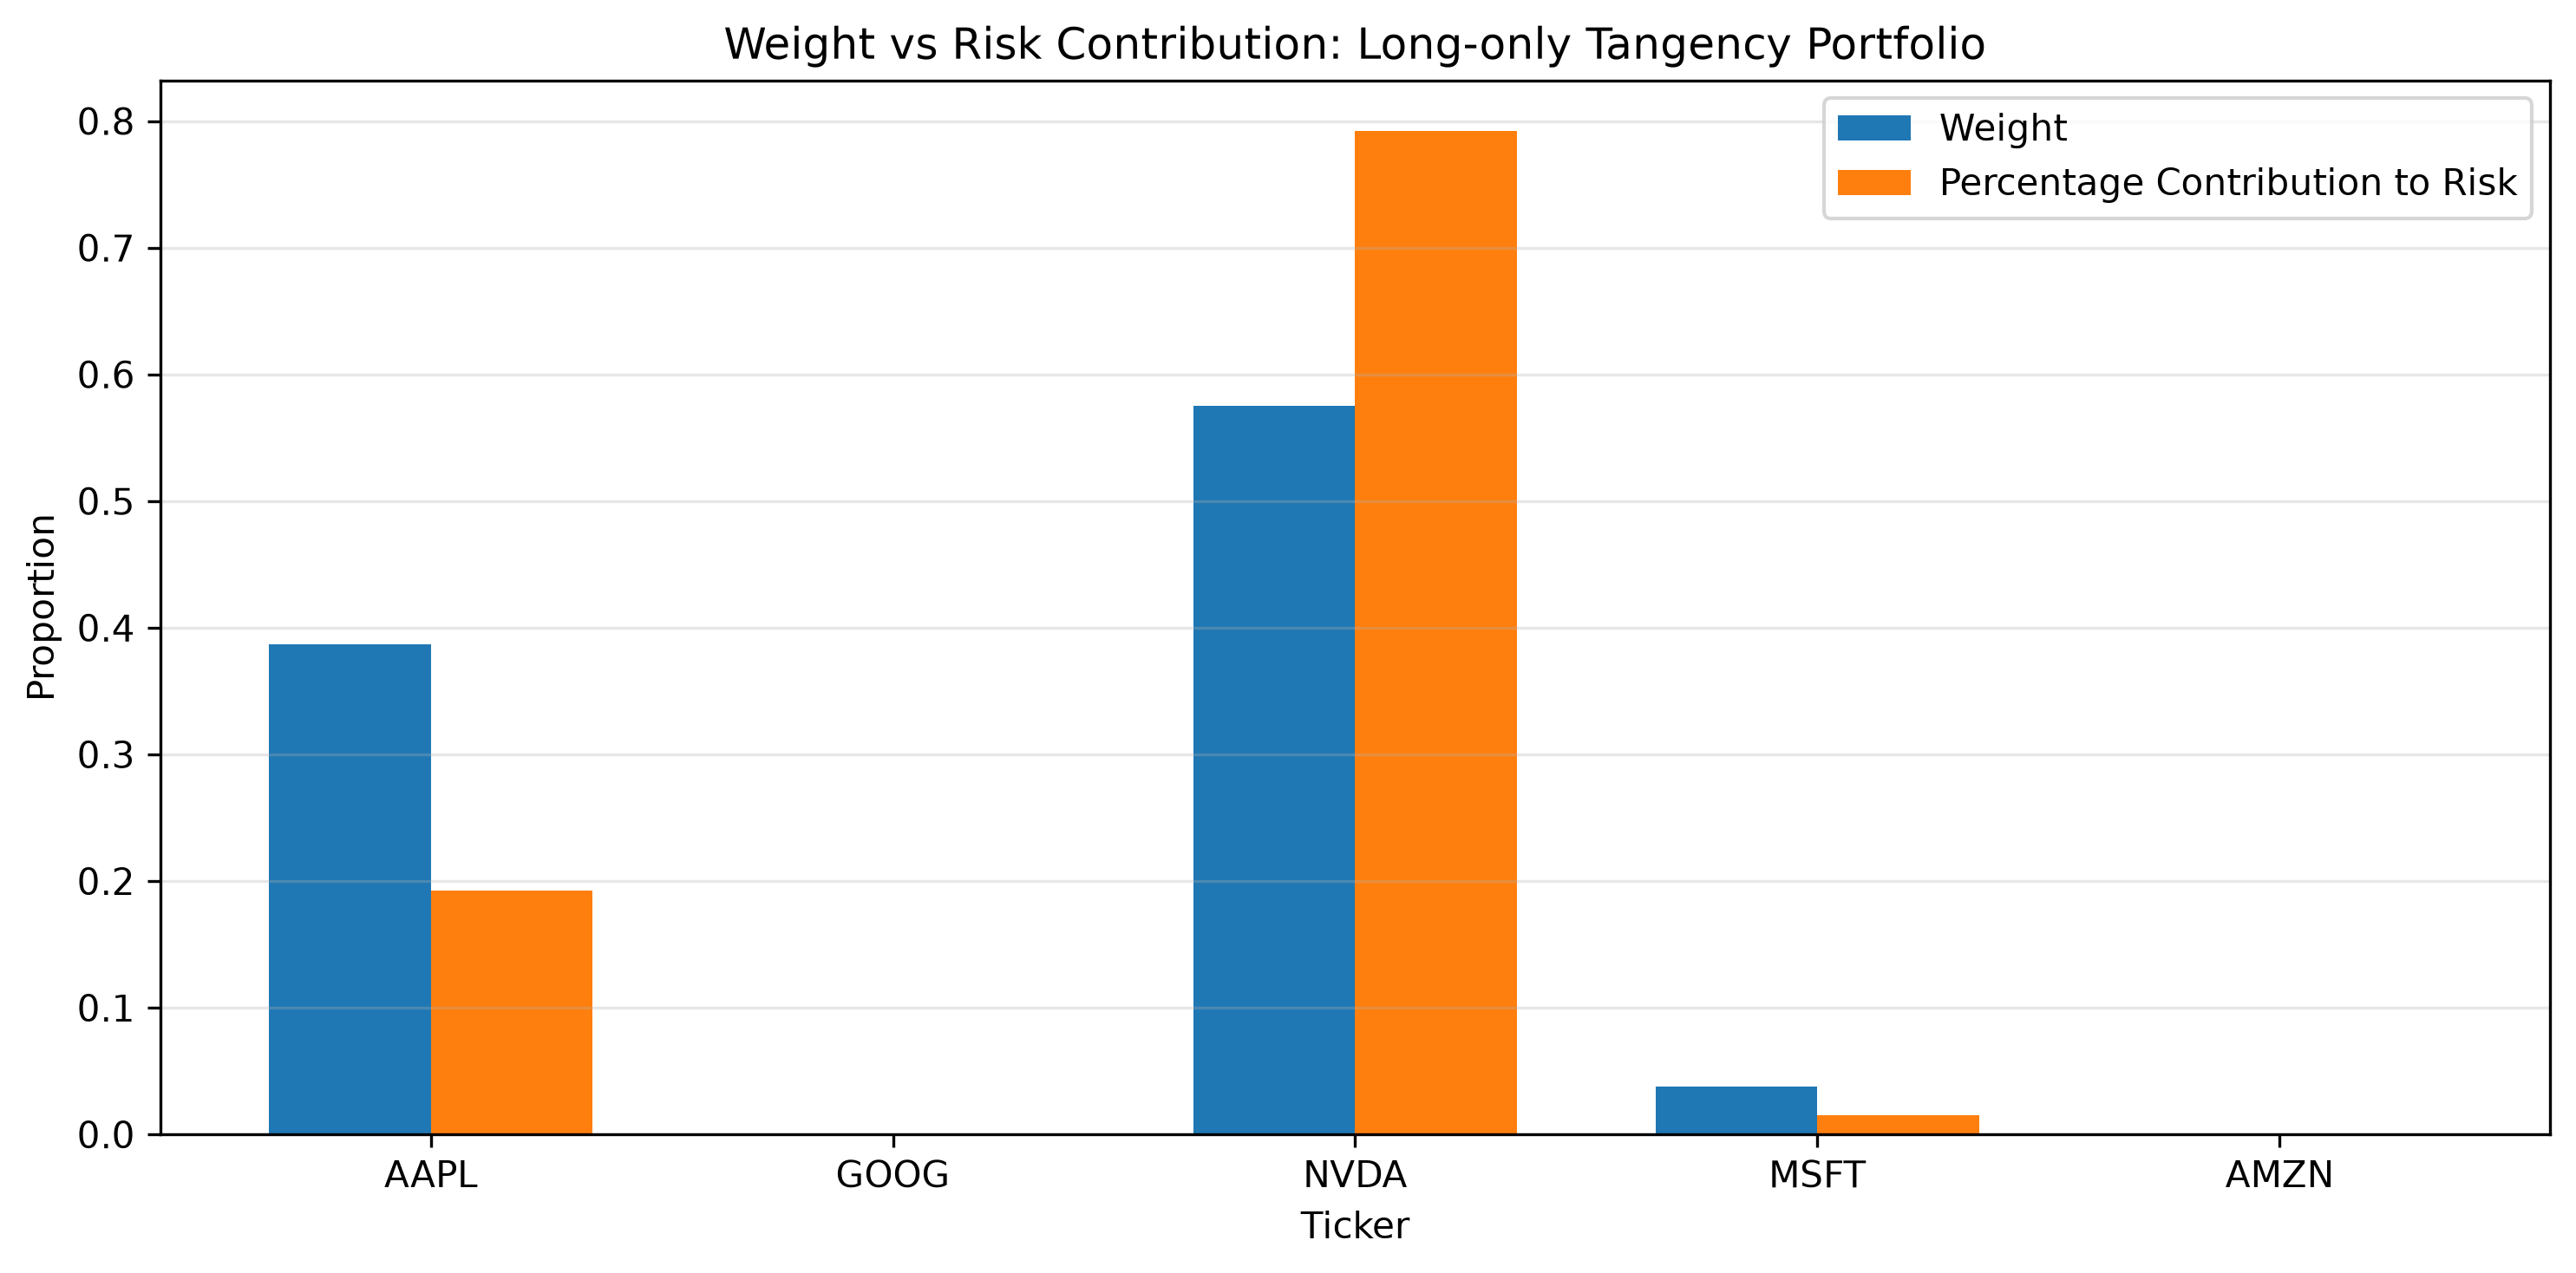 Weight vs Risk Contribution: Long-only Tangency Portfolio
Weight
Percentage Contribution to Risk
Proportion
0.8
0.7
0.6
0.5
0.4
0.3
0.2
0.1
0.0
AAPL GOOG NVDA MSFT AMZN
Ticker